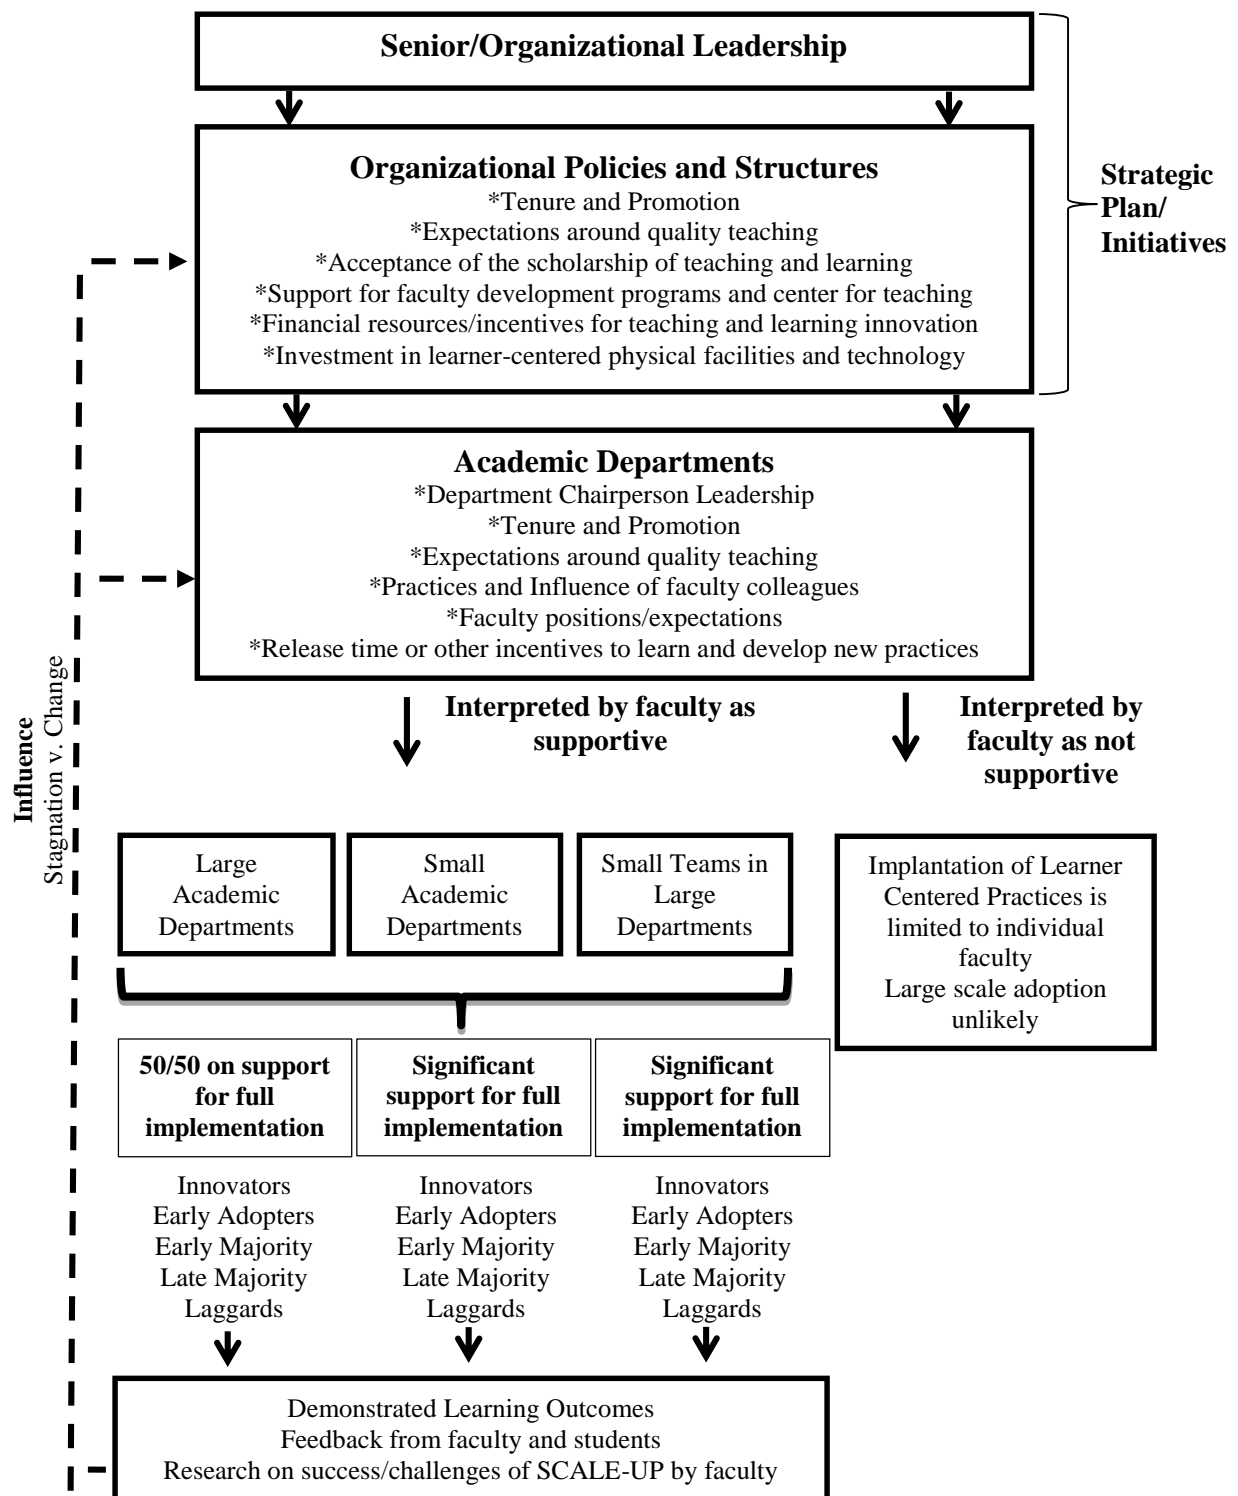 Senior/Organizational Leadership
Organizational Policies and Structures
*Tenure and Promotion
*Expectations around quality teaching
*Acceptance of the scholarship of teaching and learning
*Support for faculty development programs and center for teaching
*Financial resources/incentives for teaching and learning innovation
*Investment in learner-centered physical facilities and technology
Strategic
Plan/
Initiatives
Academic Departments
*Department Chairperson Leadership
*Tenure and Promotion
*Expectations around quality teaching
*Practices and Influence of faculty colleagues
*Faculty positions/expectations
*Release time or other incentives to learn and develop new practices
Influence
Stagnation v. Change
Interpreted by faculty as
supportive
Interpreted by
faculty as not
supportive
Large
Academic
Departments
Small
Academic
Departments
Small Teams in
Large
Departments
Implantation of Learner
Centered Practices is
limited to individual
faculty
Large scale adoption
unlikely
50/50 on support
for full
implementation
Significant
support for full
implementation
Significant
support for full
implementation
Innovators
Early Adopters
Early Majority
Late Majority
Laggards
Innovators
Early Adopters
Early Majority
Late Majority
Laggards
Innovators
Early Adopters
Early Majority
Late Majority
Laggards
Demonstrated Learning Outcomes
Feedback from faculty and students
Research on success/challenges of SCALE-UP by faculty